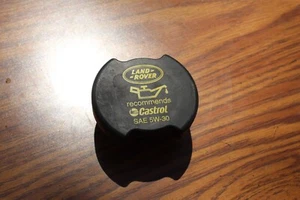 LAND-
ROVER
recommends
Castrol
SAE 5W-30